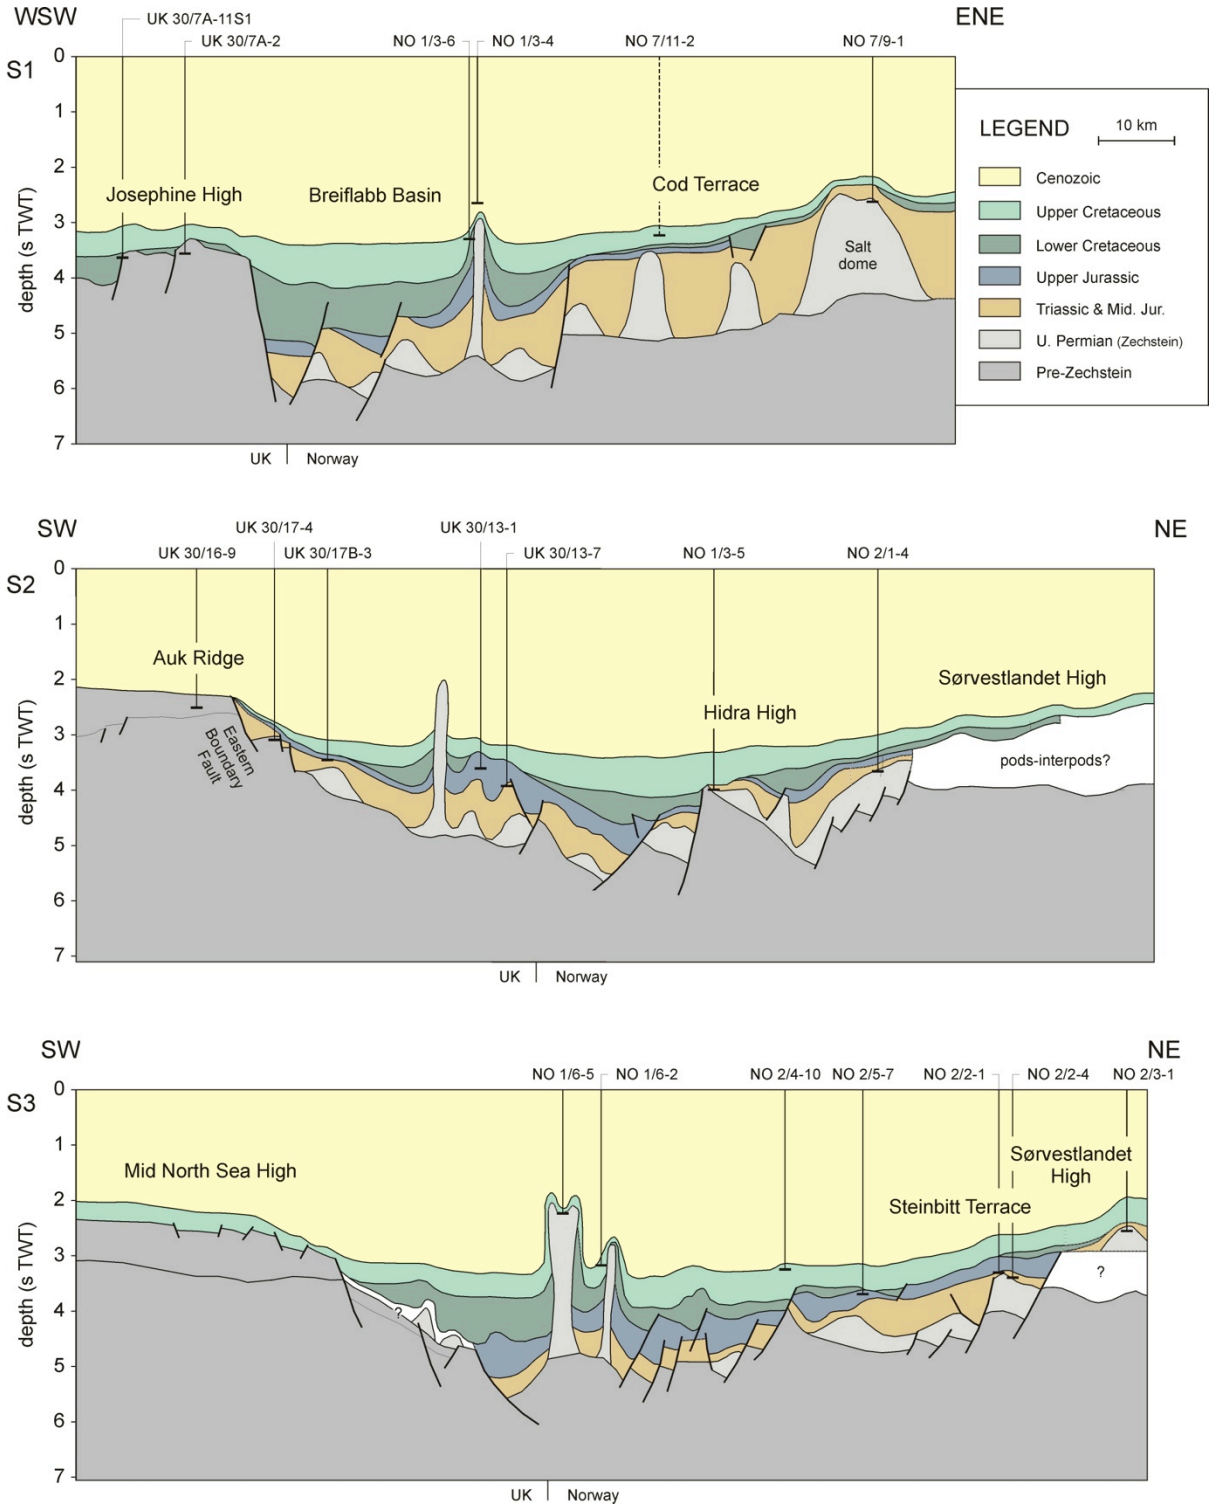 WSW
ENE
UK 30/7A-11S1
UK 30/7A-2
NO 1/3-6
NO 1/3-4
NO 7/11-2
NO 7/9-1
S1
0
1
2
3
4
5
6
7
depth (s TWT)
Josephine High
Breiflabb Basin
Cod Terrace
Salt
dome
UK
Norway
LEGEND
10 km
Cenozoic
Upper Cretaceous
Lower Cretaceous
Upper Jurassic
Triassic & Mid. Jur.
U. Permian (Zechstein)
Pre-Zechstein
SW
NE
UK 30/17-4
UK 30/13-1
UK 30/16-9
UK 30/17B-3
UK 30/13-7
NO 1/3-5
NO 2/1-4
S2
0
1
2
3
4
5
6
7
depth (s TWT)
Auk Ridge
Eastern
Boundary
Fault
Hidra High
Sørvestlandet High
pods-interpods?
UK
Norway
SW
NE
NO 1/6-5
NO 1/6-2
NO 2/4-10
NO 2/5-7
NO 2/2-1
NO 2/2-4
NO 2/3-1
S3
0
1
2
3
4
5
6
7
depth (s TWT)
Mid North Sea High
Sørvestlandet
High
Steinbitt Terrace
?
?
UK
Norway